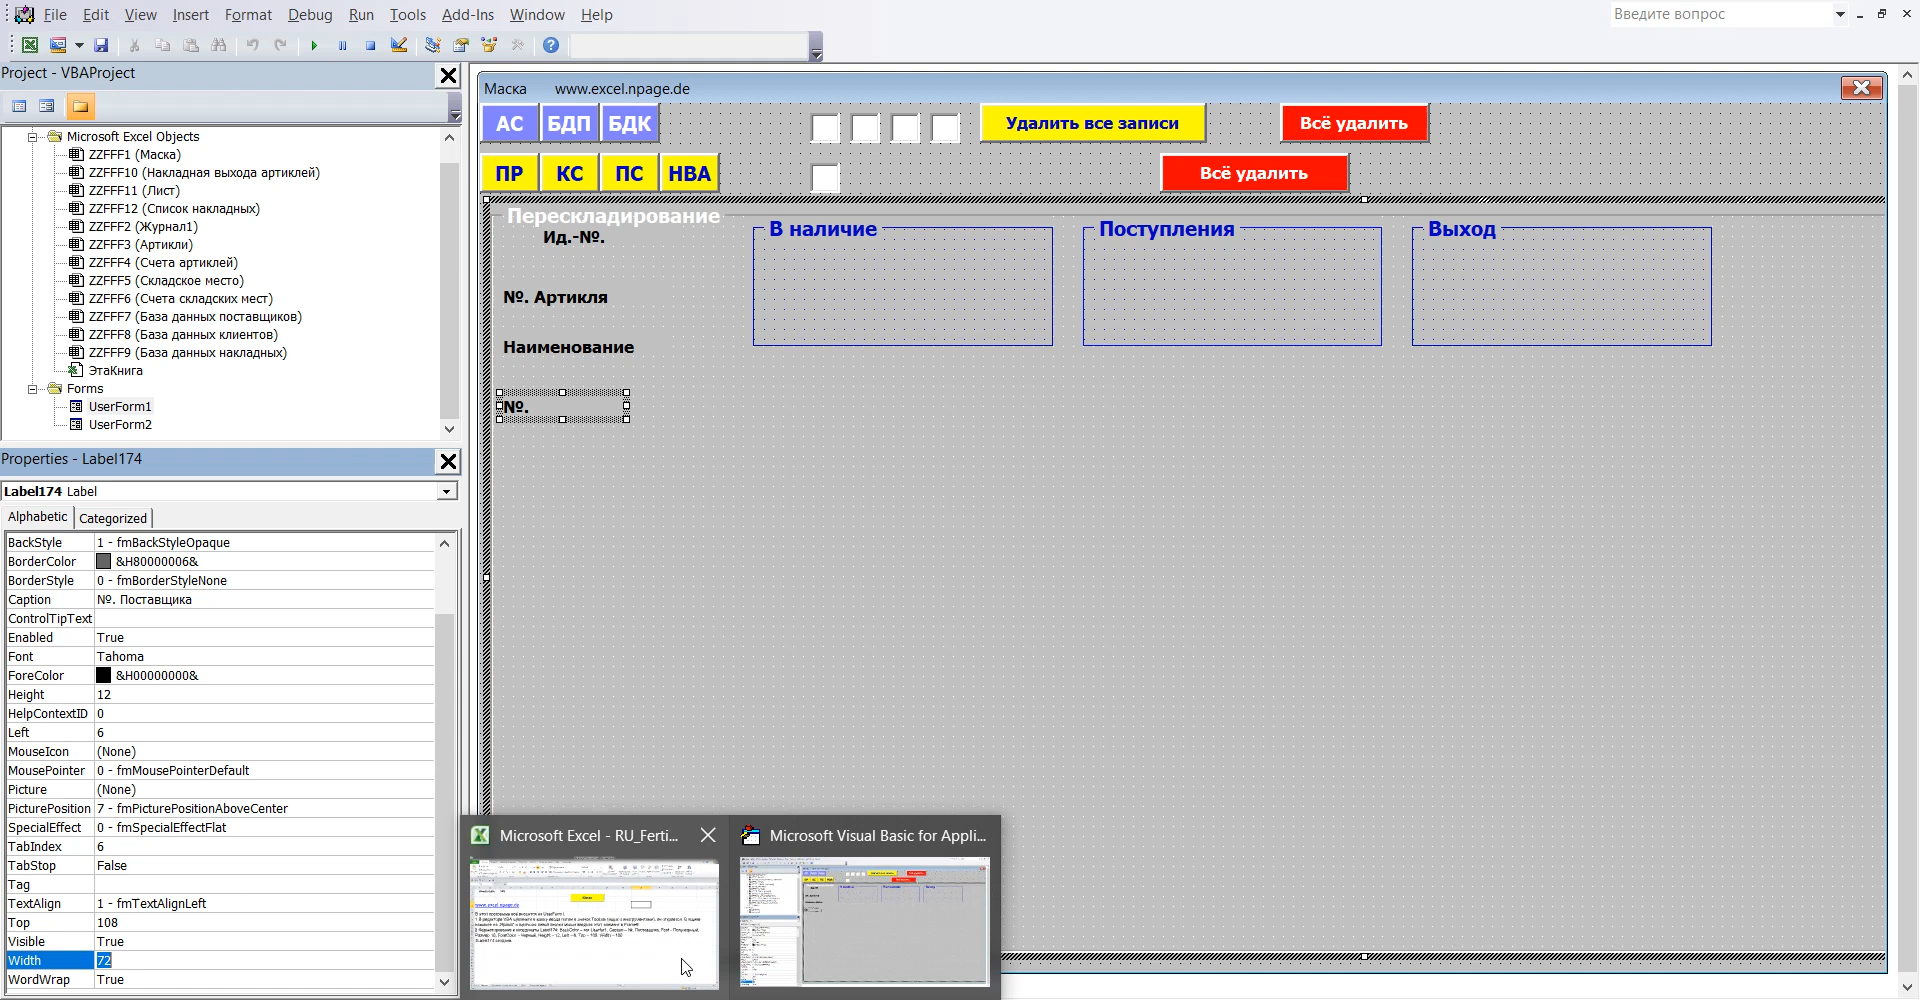 File Edit View Insert Format Debug Run Tools Add-Ins Window Help
Введите вопрос
Project - VBAProject
Microsoft Excel Objects
ZZFFF1 (Маска)
ZZFFF10 (Накладная выхода артиклей)
ZZFFF11 (Лист)
ZZFFF12 (Список накладных)
ZZFFF2 (Журнал1)
ZZFFF3 (Артикли)
ZZFFF4 (Счета артиклей)
ZZFFF5 (Складское место)
ZZFFF6 (Счета складских мест)
ZZFFF7 (База данных поставщиков)
ZZFFF8 (База данных клиентов)
ZZFFF9 (База данных накладных)
ЭтаКнига
Forms
UserForm1
UserForm2
Properties - Label174
Label174 Label
Alphabetic Categorized
BackStyle 1 - fmBackStyleOpaque
BorderColor &H80000006&
BorderStyle 0 - fmBorderStyleNone
Caption №. Поставщика
ControlTipText
Enabled True
Font Tahoma
ForeColor &H00000000&
Height 12
HelpContextID 0
Left 6
MouseIcon (None)
MousePointer 0 - fmMousePointerDefault
Picture (None)
PicturePosition 7 - fmPicturePositionAboveCenter
SpecialEffect 0 - fmSpecialEffectFlat
TabIndex 6
TabStop False
Tag
TextAlign 1 - fmTextAlignLeft
Top 108
Visible True
Width 72
WordWrap True
Маска www.excel.npage.de
АС БДП БДК Удалить все записи Всё удалить
ПР КС ПС НВА Всё удалить
Перескладирование
Ид.-№. В наличие Поступления Выход
№. Артикля
Наименование
№.
Microsoft Excel - RU_Ferti... Microsoft Visual Basic for Appli...
www.excel.npage.de